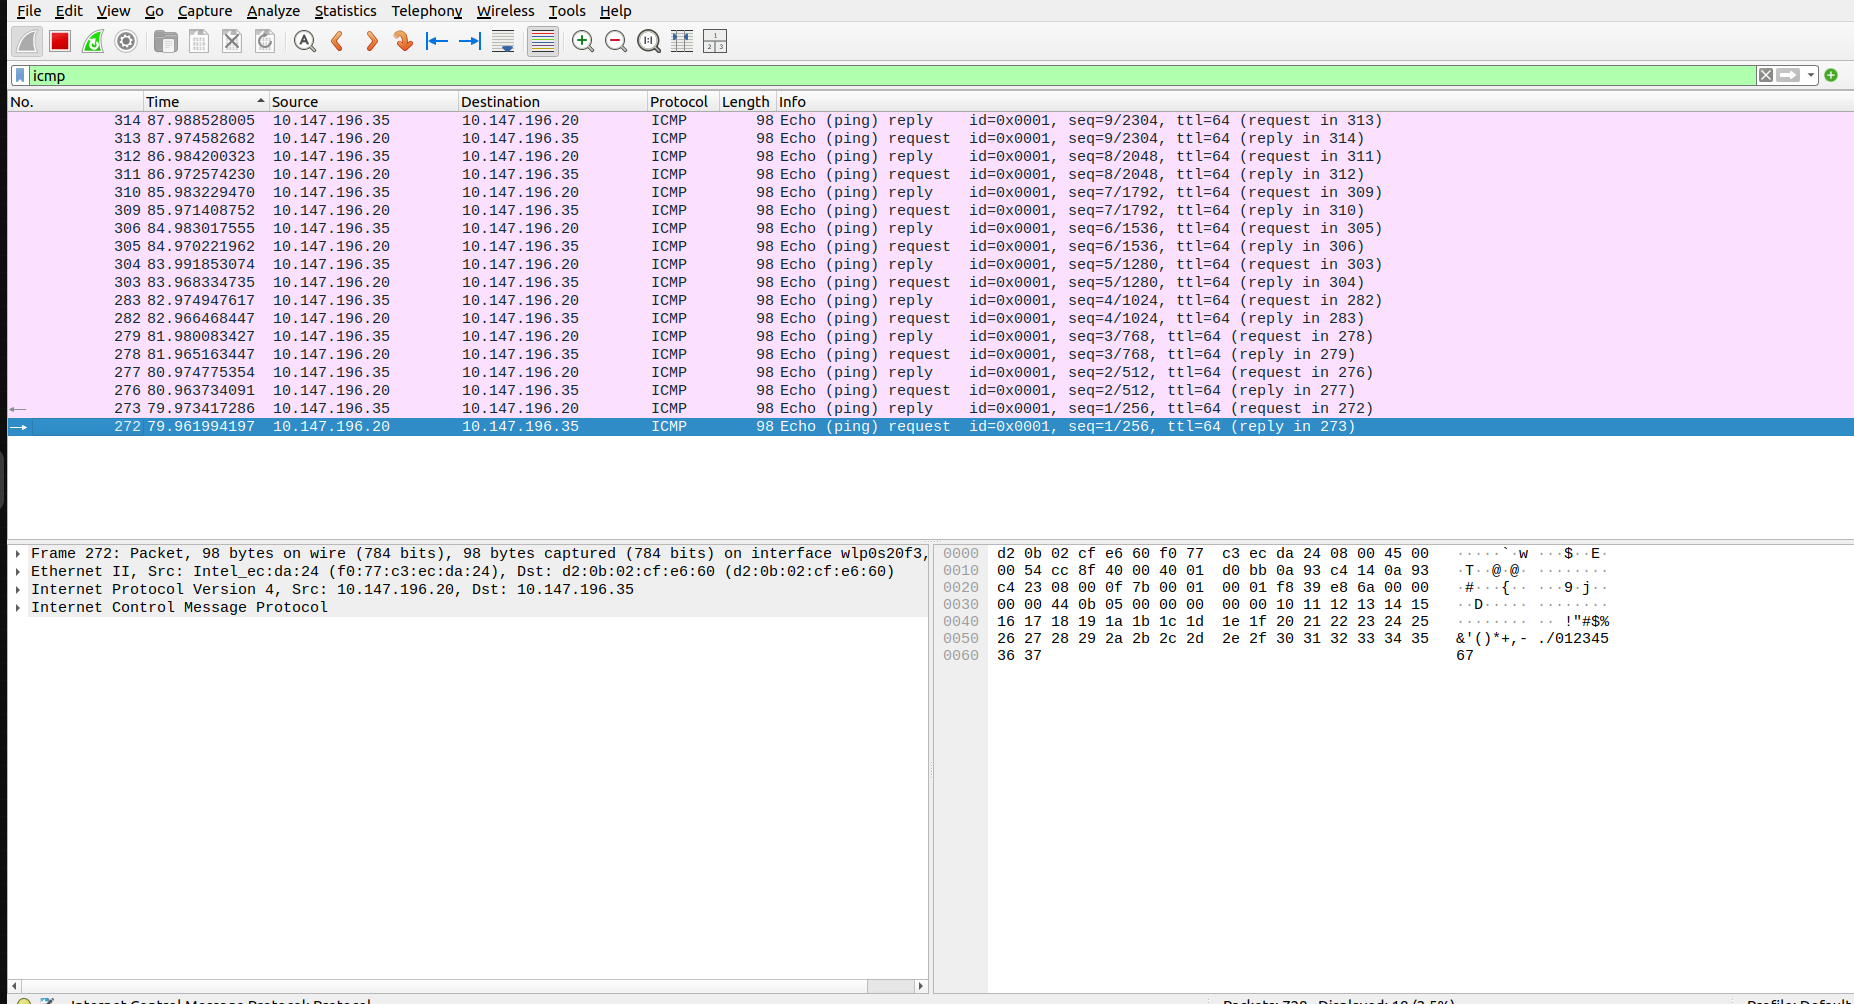 File Edit View Go Capture Analyze Statistics Telephony Wireless Tools Help
icmp
No. Time Source Destination Protocol Length Info
314 87.988528005 10.147.196.35 10.147.196.20 ICMP 98 Echo (ping) reply id=0x0001, seq=9/2304, ttl=64 (request in 313)
313 87.974582682 10.147.196.20 10.147.196.35 ICMP 98 Echo (ping) request id=0x0001, seq=9/2304, ttl=64 (reply in 314)
312 86.984200323 10.147.196.35 10.147.196.20 ICMP 98 Echo (ping) reply id=0x0001, seq=8/2048, ttl=64 (request in 311)
311 86.972574230 10.147.196.20 10.147.196.35 ICMP 98 Echo (ping) request id=0x0001, seq=8/2048, ttl=64 (reply in 312)
310 85.983229470 10.147.196.35 10.147.196.20 ICMP 98 Echo (ping) reply id=0x0001, seq=7/1792, ttl=64 (request in 309)
309 85.971408752 10.147.196.20 10.147.196.35 ICMP 98 Echo (ping) request id=0x0001, seq=7/1792, ttl=64 (reply in 310)
306 84.983017555 10.147.196.35 10.147.196.20 ICMP 98 Echo (ping) reply id=0x0001, seq=6/1536, ttl=64 (request in 305)
305 84.970221962 10.147.196.20 10.147.196.35 ICMP 98 Echo (ping) request id=0x0001, seq=6/1536, ttl=64 (reply in 306)
304 83.991853074 10.147.196.35 10.147.196.20 ICMP 98 Echo (ping) reply id=0x0001, seq=5/1280, ttl=64 (request in 303)
303 83.968334735 10.147.196.20 10.147.196.35 ICMP 98 Echo (ping) request id=0x0001, seq=5/1280, ttl=64 (reply in 304)
283 82.974947617 10.147.196.35 10.147.196.20 ICMP 98 Echo (ping) reply id=0x0001, seq=4/1024, ttl=64 (request in 282)
282 82.966468447 10.147.196.20 10.147.196.35 ICMP 98 Echo (ping) request id=0x0001, seq=4/1024, ttl=64 (reply in 283)
279 81.980083427 10.147.196.35 10.147.196.20 ICMP 98 Echo (ping) reply id=0x0001, seq=3/768, ttl=64 (request in 278)
278 81.965163447 10.147.196.20 10.147.196.35 ICMP 98 Echo (ping) request id=0x0001, seq=3/768, ttl=64 (reply in 279)
277 80.974775354 10.147.196.35 10.147.196.20 ICMP 98 Echo (ping) reply id=0x0001, seq=2/512, ttl=64 (request in 276)
276 80.963734091 10.147.196.20 10.147.196.35 ICMP 98 Echo (ping) request id=0x0001, seq=2/512, ttl=64 (reply in 277)
273 79.973417286 10.147.196.35 10.147.196.20 ICMP 98 Echo (ping) reply id=0x0001, seq=1/256, ttl=64 (request in 272)
272 79.961994197 10.147.196.20 10.147.196.35 ICMP 98 Echo (ping) request id=0x0001, seq=1/256, ttl=64 (reply in 273)
Frame 272: Packet, 98 bytes on wire (784 bits), 98 bytes captured (784 bits) on interface wlp0s20f3,
Ethernet II, Src: Intel_ec:da:24 (f0:77:c3:ec:da:24), Dst: d2:0b:02:cf:e6:60 (d2:0b:02:cf:e6:60)
Internet Protocol Version 4, Src: 10.147.196.20, Dst: 10.147.196.35
Internet Control Message Protocol
0000 d2 0b 02 cf e6 60 f0 77 c3 ec da 24 08 00 45 00 ·····`·w ···$··E·
0010 00 54 cc 8f 40 00 40 01 d0 bb 0a 93 c4 14 0a 93 ·T··@·@· ········
0020 c4 23 08 00 0f 7b 00 01 00 01 f8 39 e8 6a 00 00 ·#···{·· ···9·j··
0030 00 00 44 0b 05 00 00 00 00 00 10 11 12 13 14 15 ··D····· ········
0040 16 17 18 19 1a 1b 1c 1d 1e 1f 20 21 22 23 24 25 ········ ·· !"#$%
0050 26 27 28 29 2a 2b 2c 2d 2e 2f 30 31 32 33 34 35 &'()*+,- ./012345
0060 36 37 67
Internet Control Message Protocol: Protocol